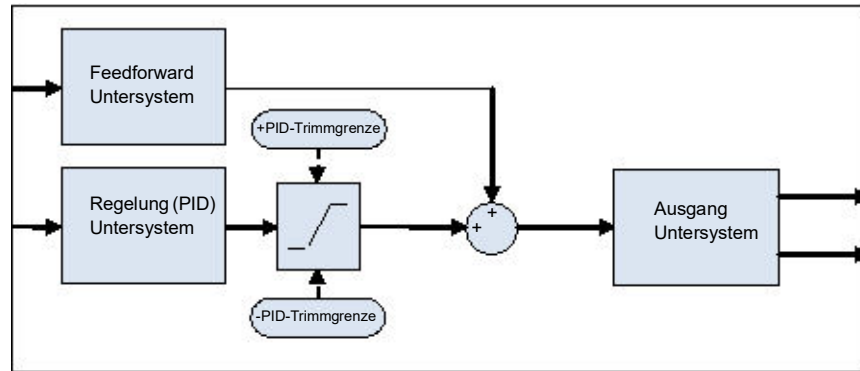 Feedforward
Untersystem
+PID-Trimmgrenze
Regelung (PID)
Untersystem
+
+
Ausgang
Untersystem
-PID-Trimmgrenze